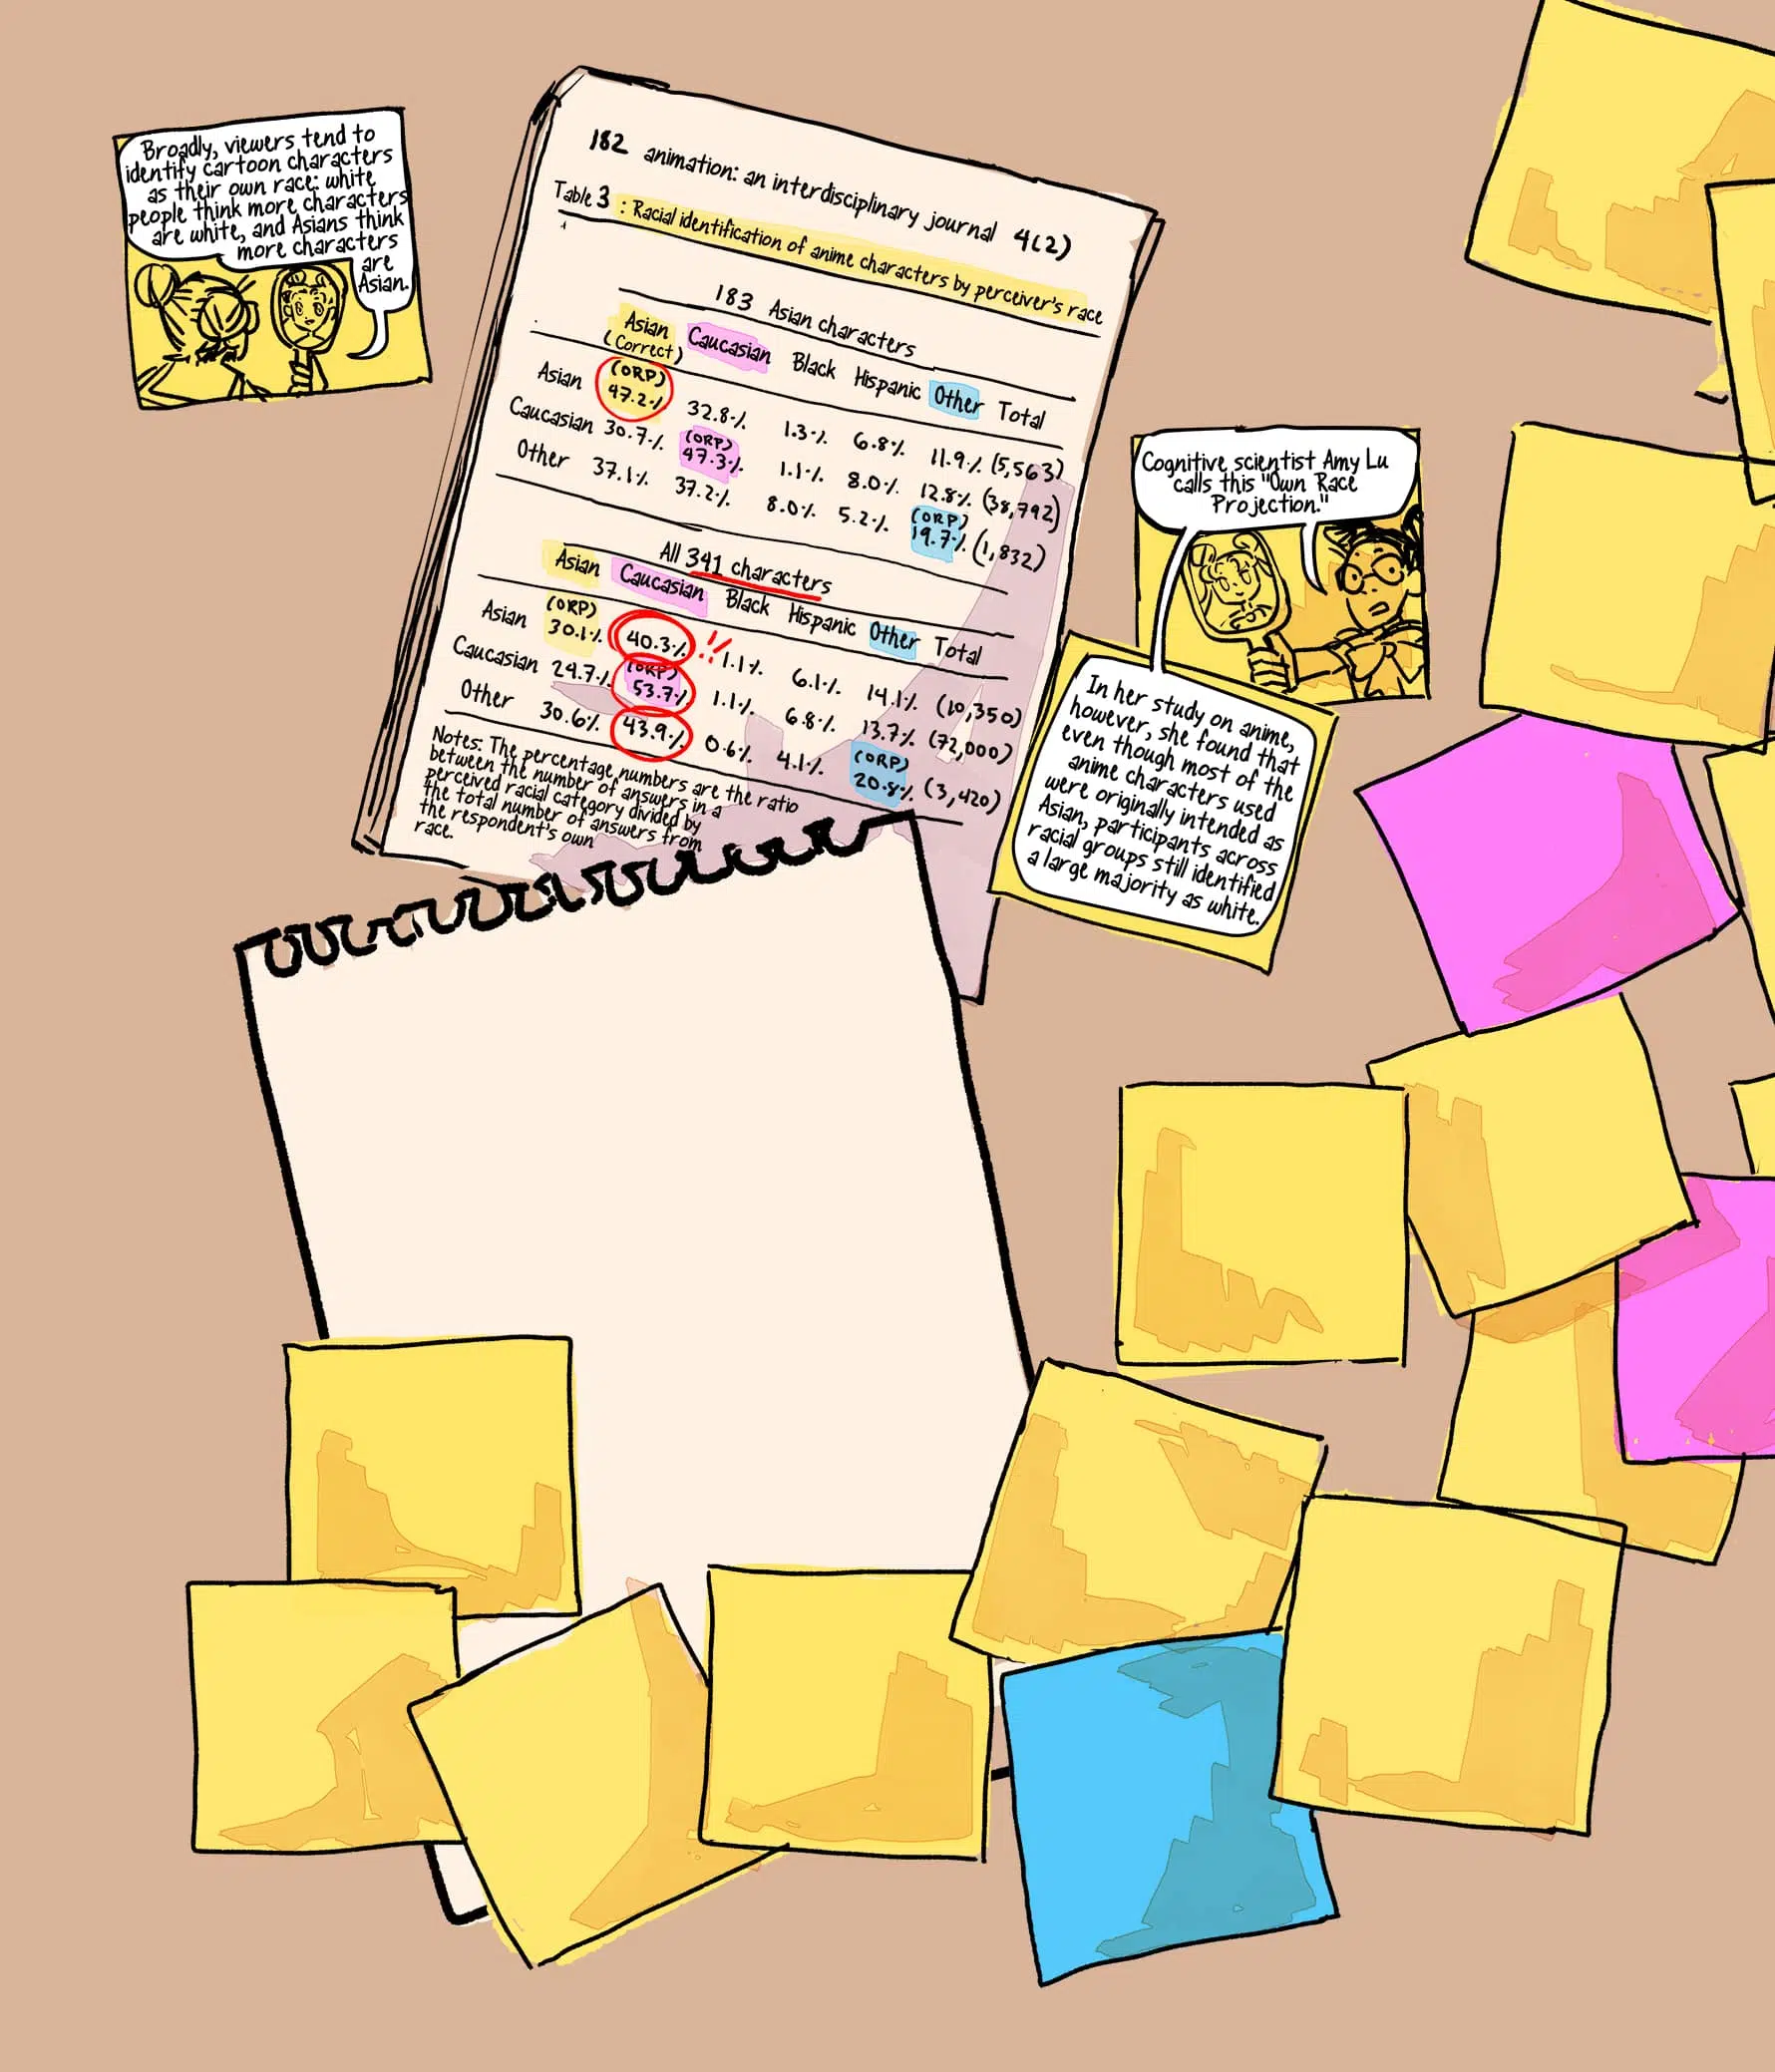 Broadly, viewers tend to
identify cartoon characters
as their own race: white
people think more characters
are white, and Asians think
more characters
are
Asian.
182 animation: an interdisciplinary journal 4(2)
Table 3 : Racial identification of anime characters by perceiver's race
183 Asian characters
Asian (Correct) Caucasian Black Hispanic Other Total
Asian (ORP) 47.2% 32.8% 1.3% 6.8% 11.9% (5,563)
Caucasian 30.7% (ORP) 47.3% 1.1% 8.0% 12.8% (38,792)
Other 37.1% 37.2% 8.0% 5.2% (ORP) 19.7% (1,832)
All 341 characters
Asian Caucasian Black Hispanic Other Total
Asian (ORP) 30.1% 40.3% !! 1.1% 6.1% 14.1% (10,350)
Caucasian 29.7% (ORP) 53.7% 1.1% 6.8% 13.7% (72,000)
Other 30.6% 43.9% 0.6% 4.1% (ORP) 20.8% (3,420)
Notes: The percentage numbers are the ratio
between the number of answers in a
perceived racial category divided by
the total number of answers from
the respondent's own
race.
Cognitive scientist Amy Lu
calls this "Own Race
Projection."
In her study on anime,
however, she found that
even though most of the
anime characters used
were originally intended as
Asian, participants across
racial groups still identified
a large majority as white.